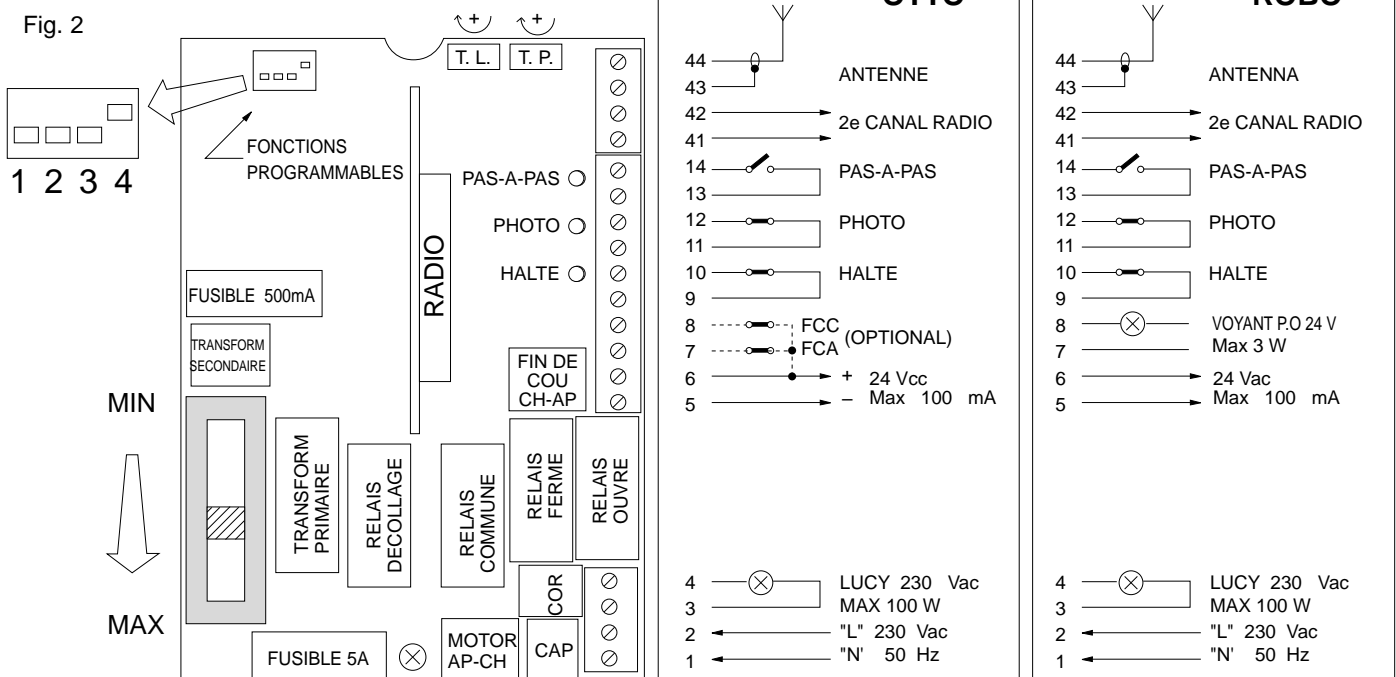 Fig. 2
1 2 3 4
FONCTIONS
PROGRAMMABLES
+
+
T. L.
T. P.
PAS-A-PAS
PHOTO
HALTE
RADIO
FUSIBLE 500mA
TRANSFORM
SECONDAIRE
MIN
MAX
TRANSFORM
PRIMAIRE
RELAIS
DECOLLAGE
RELAIS
COMMUNE
FIN DE
COU
CH-AP
RELAIS
FERME
RELAIS
OUVRE
COR
CAP
MOTOR
AP-CH
FUSIBLE 5A
44
43
ANTENNE
42
41
2e CANAL RADIO
14
13
PAS-A-PAS
12
11
PHOTO
10
9
HALTE
8 FCC
7 FCA
(OPTIONAL)
6 + 24 Vcc
5 – Max 100 mA
4 LUCY 230 Vac
3 MAX 100 W
2 "L" 230 Vac
1 "N' 50 Hz
44
43
ANTENNA
42
41
2e CANAL RADIO
14
13
PAS-A-PAS
12
11
PHOTO
10
9
HALTE
8 VOYANT P.O 24 V
7 Max 3 W
6 24 Vac
5 Max 100 mA
4 LUCY 230 Vac
3 MAX 100 W
2 "L" 230 Vac
1 "N' 50 Hz